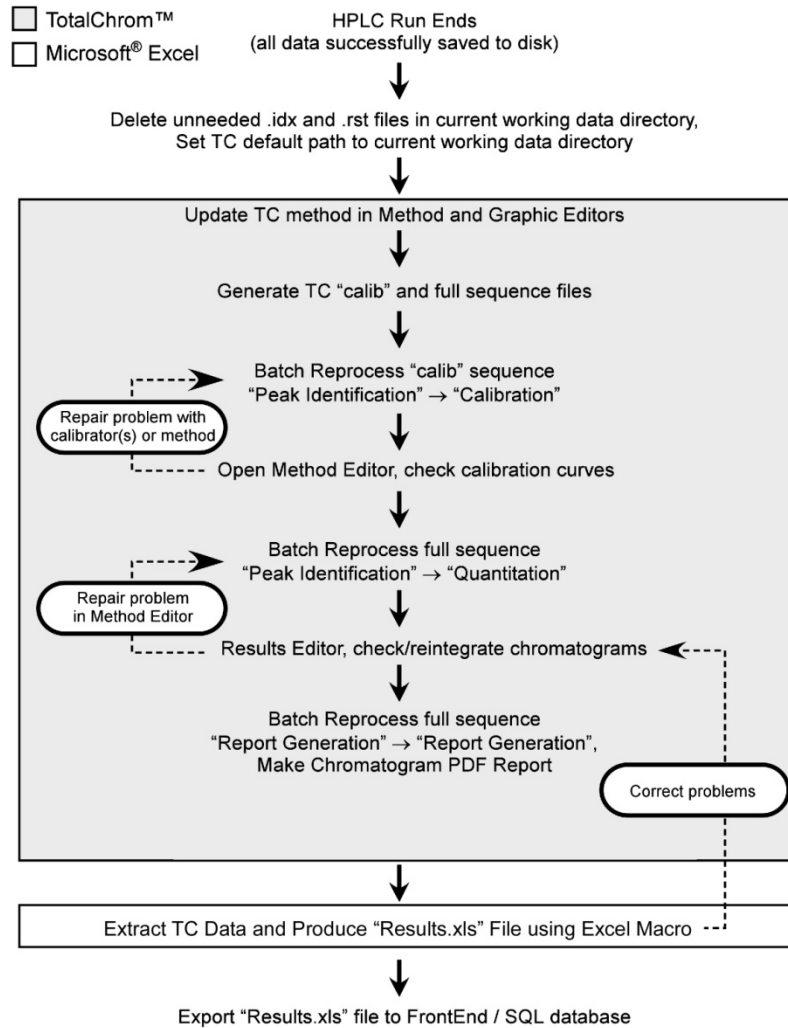 TotalChrom™
Microsoft® Excel
HPLC Run Ends
(all data successfully saved to disk)
Delete unneeded .idx and .rst files in current working data directory,
Set TC default path to current working data directory
Update TC method in Method and Graphic Editors
Generate TC “calib” and full sequence files
Batch Reprocess “calib” sequence
“Peak Identification” → “Calibration”
Repair problem with
calibrator(s) or method
Open Method Editor, check calibration curves
Batch Reprocess full sequence
“Peak Identification” → “Quantitation”
Repair problem
in Method Editor
Results Editor, check/reintegrate chromatograms
Batch Reprocess full sequence
“Report Generation” → “Report Generation”,
Make Chromatogram PDF Report
Correct problems
Extract TC Data and Produce “Results.xls” File using Excel Macro
Export “Results.xls” file to FrontEnd / SQL database